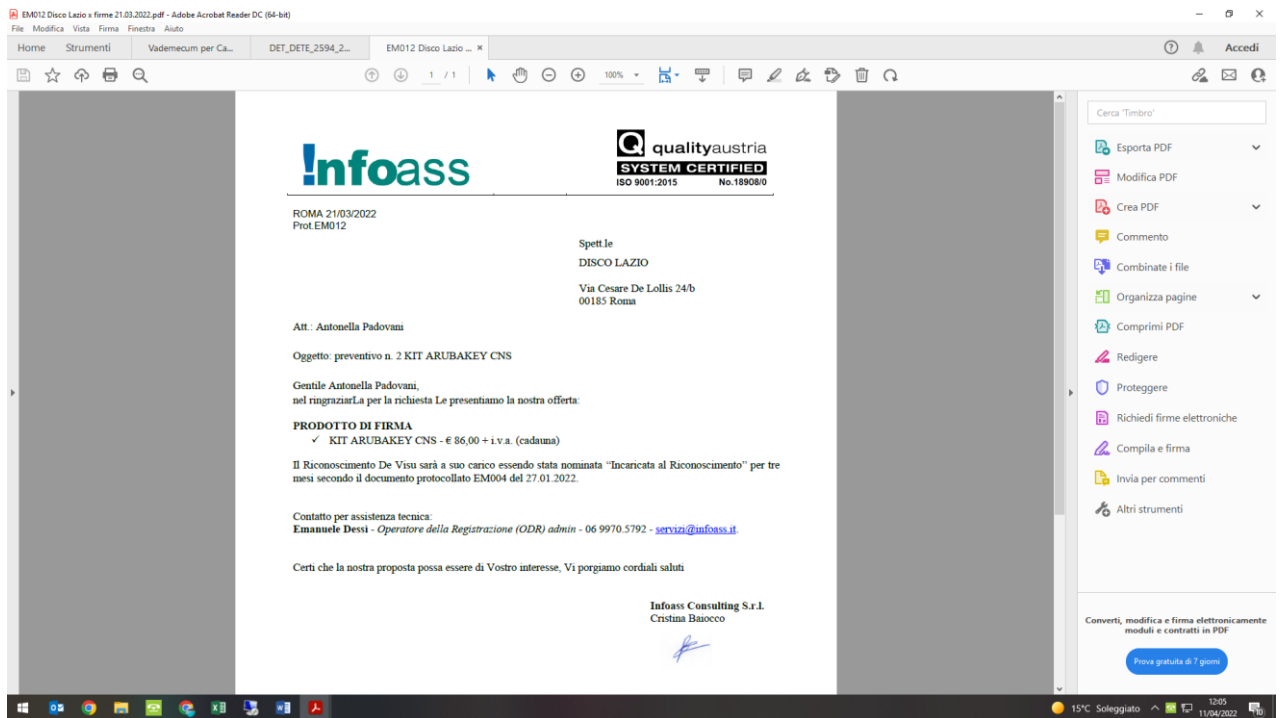 EM012 Disco Lazio x firme 21.03.2022.pdf - Adobe Acrobat Reader DC (64-bit)
File Modifica Vista Firma Finestra Aiuto
Home Strumenti Vademecum per Ca... DET_DETE_2594_2... EM012 Disco Lazio ... × Accedi
1 / 1 100%
Cerca 'Timbro'
Esporta PDF
Modifica PDF
Crea PDF
Commento
Combinate i file
Organizza pagine
Comprimi PDF
Redigere
Proteggere
Richiedi firme elettroniche
Compila e firma
Invia per commenti
Altri strumenti
Converti, modifica e firma elettronicamente
moduli e contratti in PDF
Prova gratuita di 7 giorni
!nfoass
Q qualityaustria
SYSTEM CERTIFIED
ISO 9001:2015 No.18908/0
ROMA 21/03/2022
Prot.EM012
Spett.le
DISCO LAZIO
Via Cesare De Lollis 24/b
00185 Roma
Att.: Antonella Padovani
Oggetto: preventivo n. 2 KIT ARUBAKEY CNS
Gentile Antonella Padovani,
nel ringraziarLa per la richiesta Le presentiamo la nostra offerta:
PRODOTTO DI FIRMA
✓ KIT ARUBAKEY CNS - € 86,00 + i.v.a. (cadauna)
Il Riconoscimento De Visu sarà a suo carico essendo stata nominata “Incaricata al Riconoscimento” per tre
mesi secondo il documento protocollato EM004 del 27.01.2022.
Contatto per assistenza tecnica:
Emanuele Dessì - Operatore della Registrazione (ODR) admin - 06 9970.5792 - servizi@infoass.it.
Certi che la nostra proposta possa essere di Vostro interesse, Vi porgiamo cordiali saluti
Infoass Consulting S.r.l.
Cristina Baiocco
15°C Soleggiato
12:05
11/04/2022